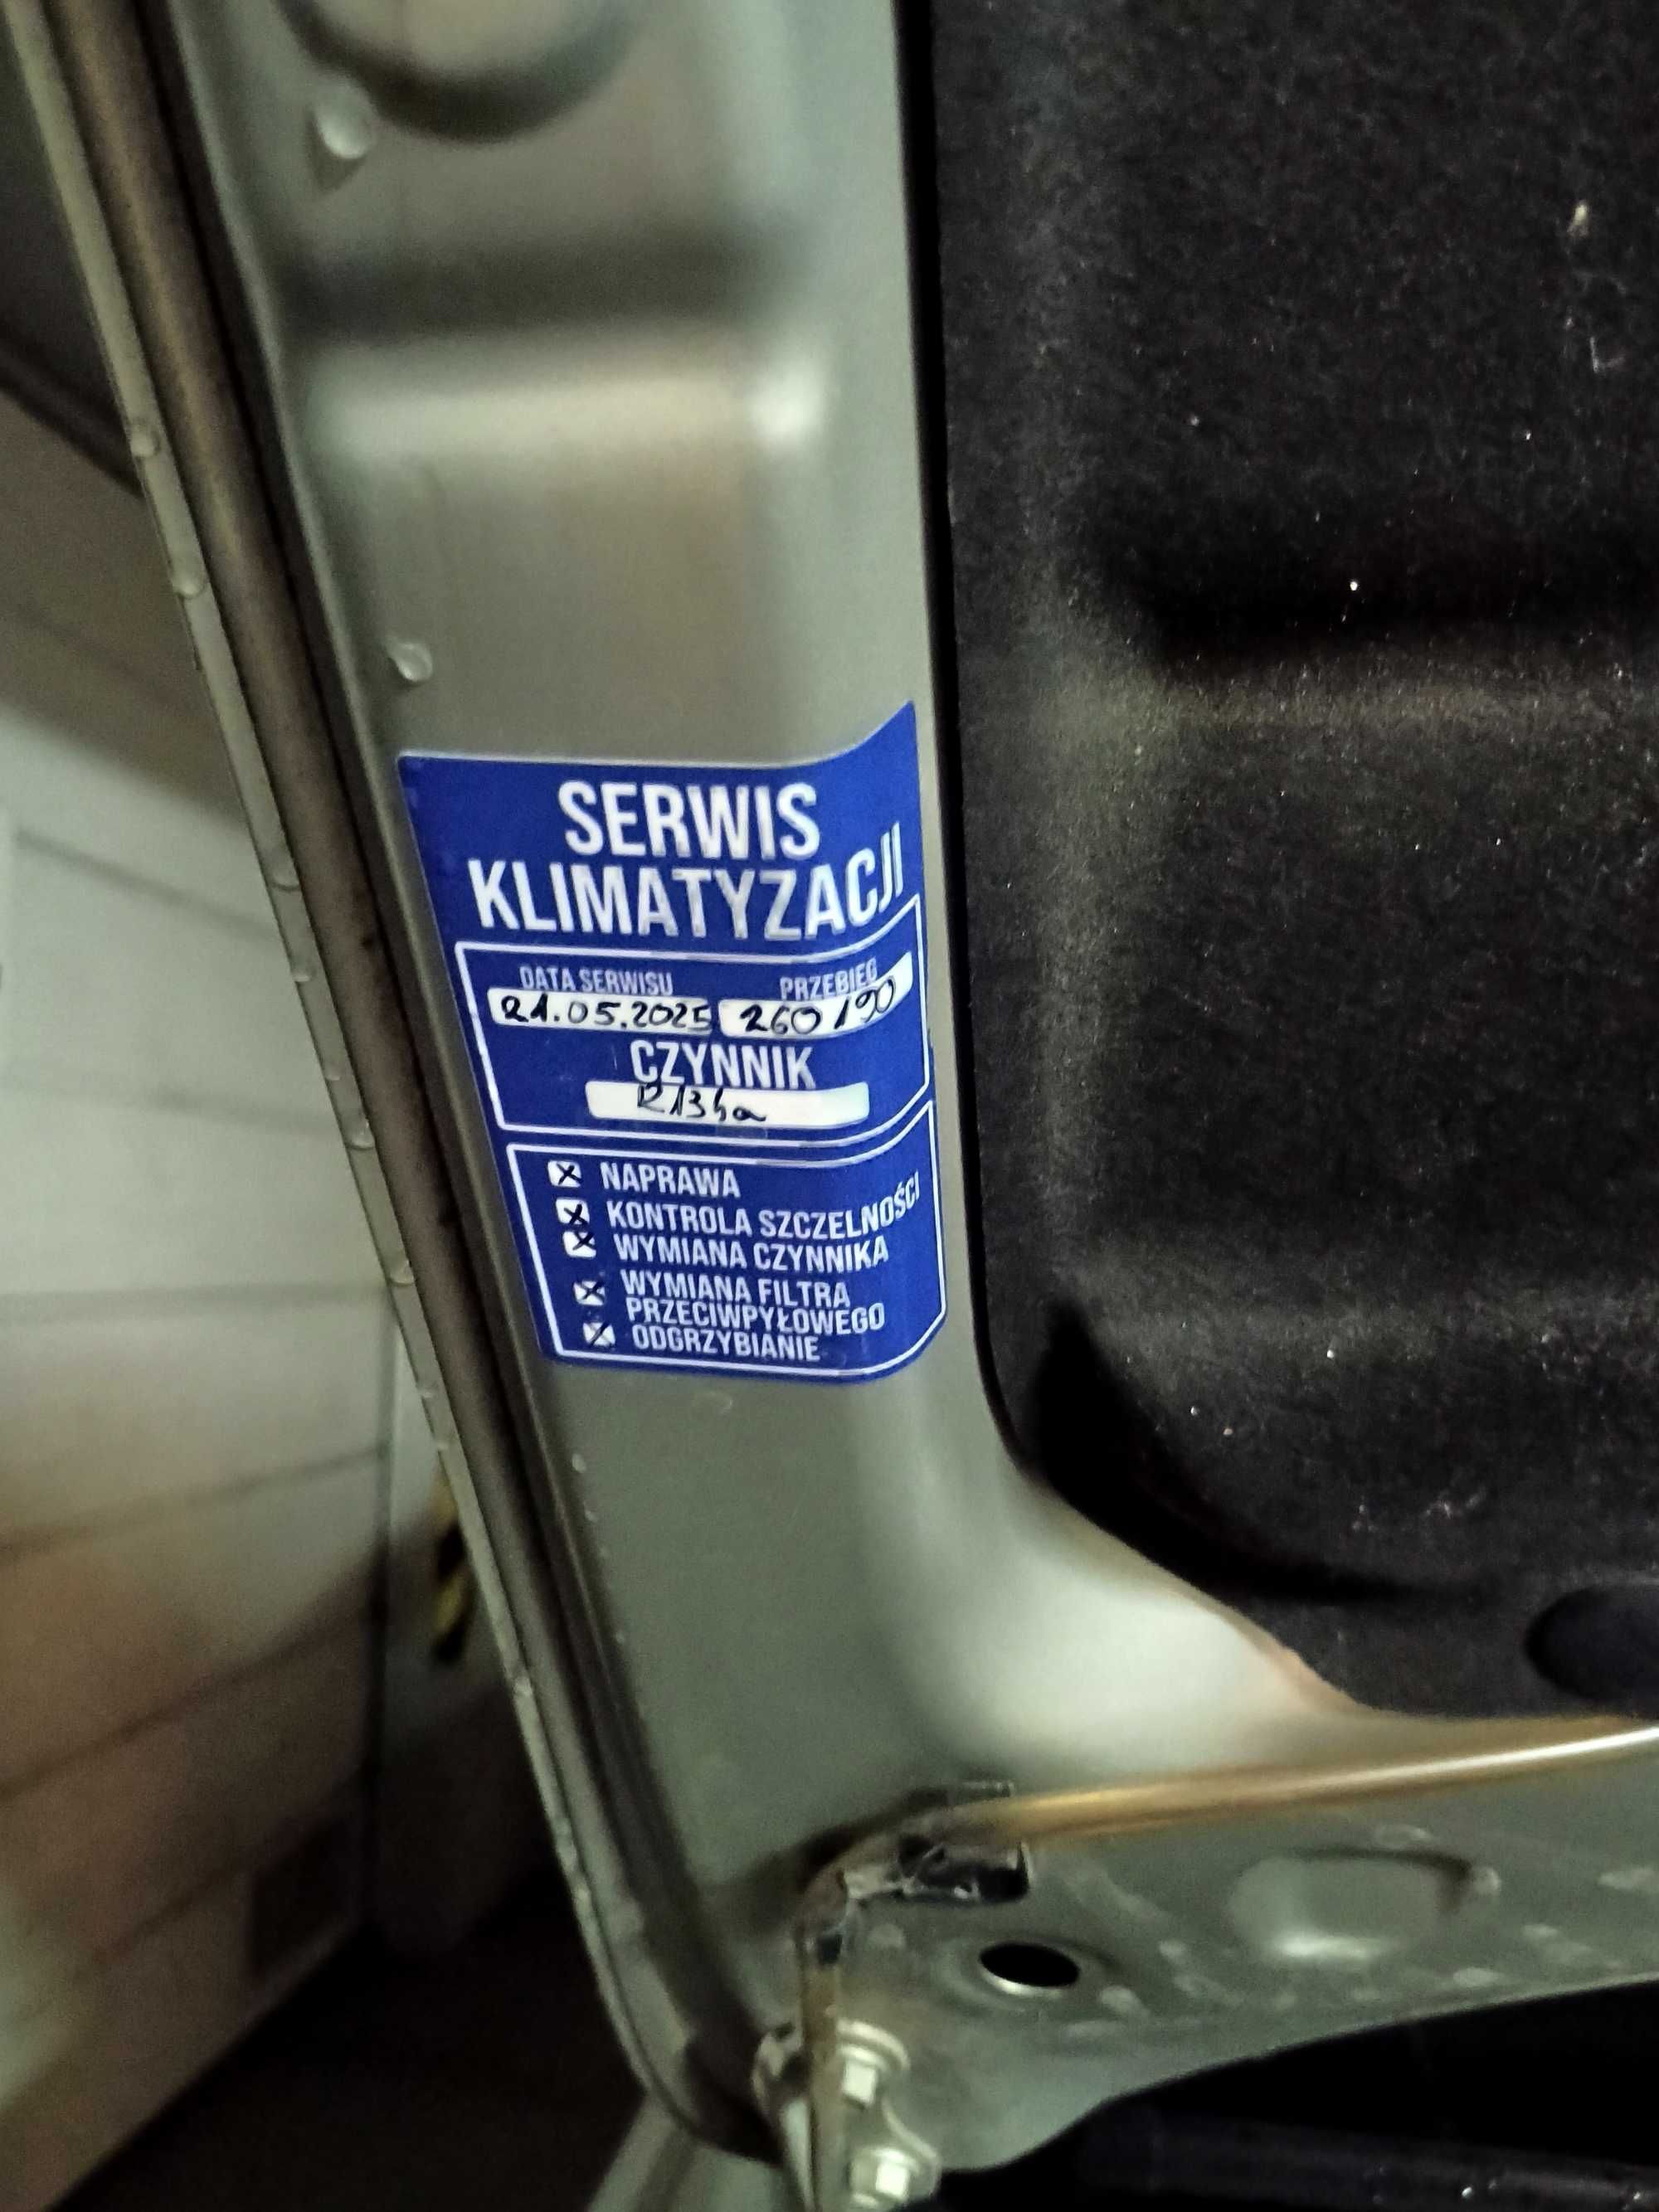 SERWIS
KLIMATYZACJI
DATA SERWISU PRZEBIEG
21.05.2025 260190
CZYNNIK
R134a
x NAPRAWA
x KONTROLA SZCZELNOŚCI
x WYMIANA CZYNNIKA
x WYMIANA FILTRA
PRZECIWPYŁOWEGO
x ODGRZYBIANIE